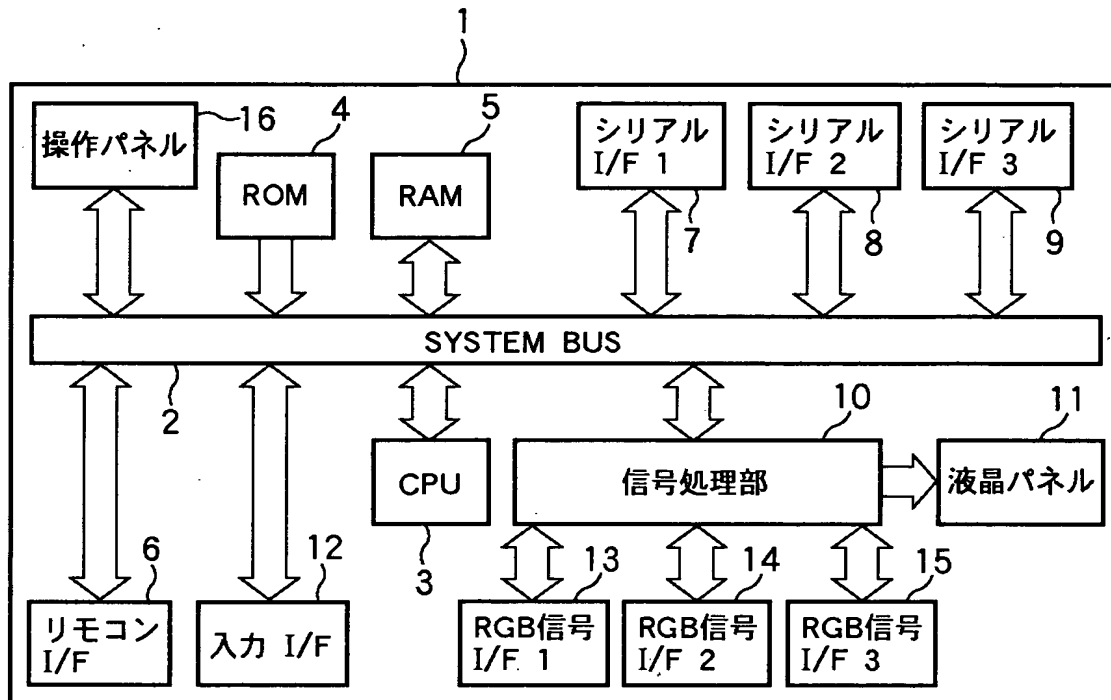 1
操作パネル
16
4
ROM
5
RAM
シリアル
I/F 1
7
シリアル
I/F 2
8
シリアル
I/F 3
9
SYSTEM BUS
2
CPU
3
10
信号処理部
11
液晶パネル
6
リモコン
I/F
12
入力 I/F
13
RGB信号
I/F 1
14
RGB信号
I/F 2
15
RGB信号
I/F 3